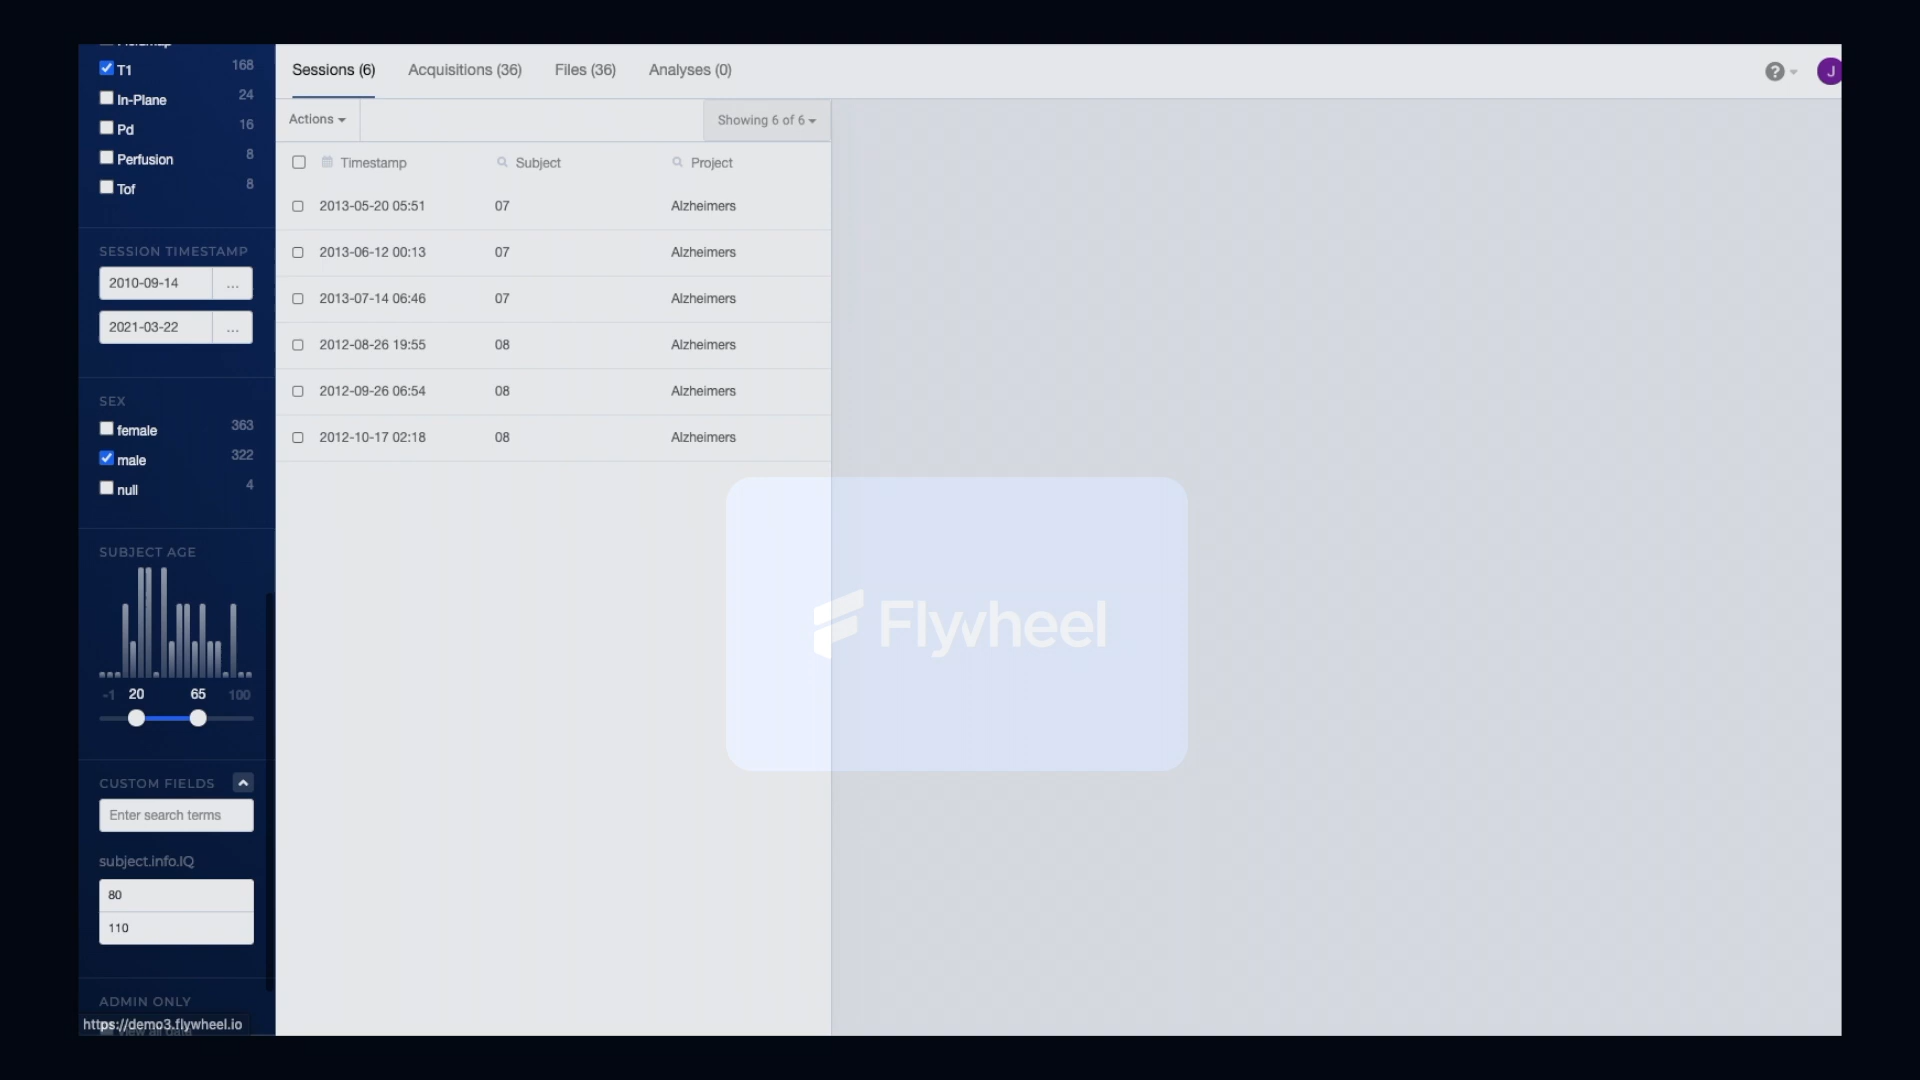 T1 168
In-Plane 24
Pd 16
Perfusion 8
Tof 8
SESSION TIMESTAMP
2010-09-14 ...
2021-03-22 ...
SEX
female 363
male 322
null 4
SUBJECT AGE
-1 20 65 100
CUSTOM FIELDS
Enter search terms
subject.info.IQ
80
110
ADMIN ONLY
https://demo3.flywheel.io
Sessions (6) Acquisitions (36) Files (36) Analyses (0)
? J
Actions Showing 6 of 6
Timestamp Subject Project
2013-05-20 05:51 07 Alzheimers
2013-06-12 00:13 07 Alzheimers
2013-07-14 06:46 07 Alzheimers
2012-08-26 19:55 08 Alzheimers
2012-09-26 06:54 08 Alzheimers
2012-10-17 02:18 08 Alzheimers
Flywheel